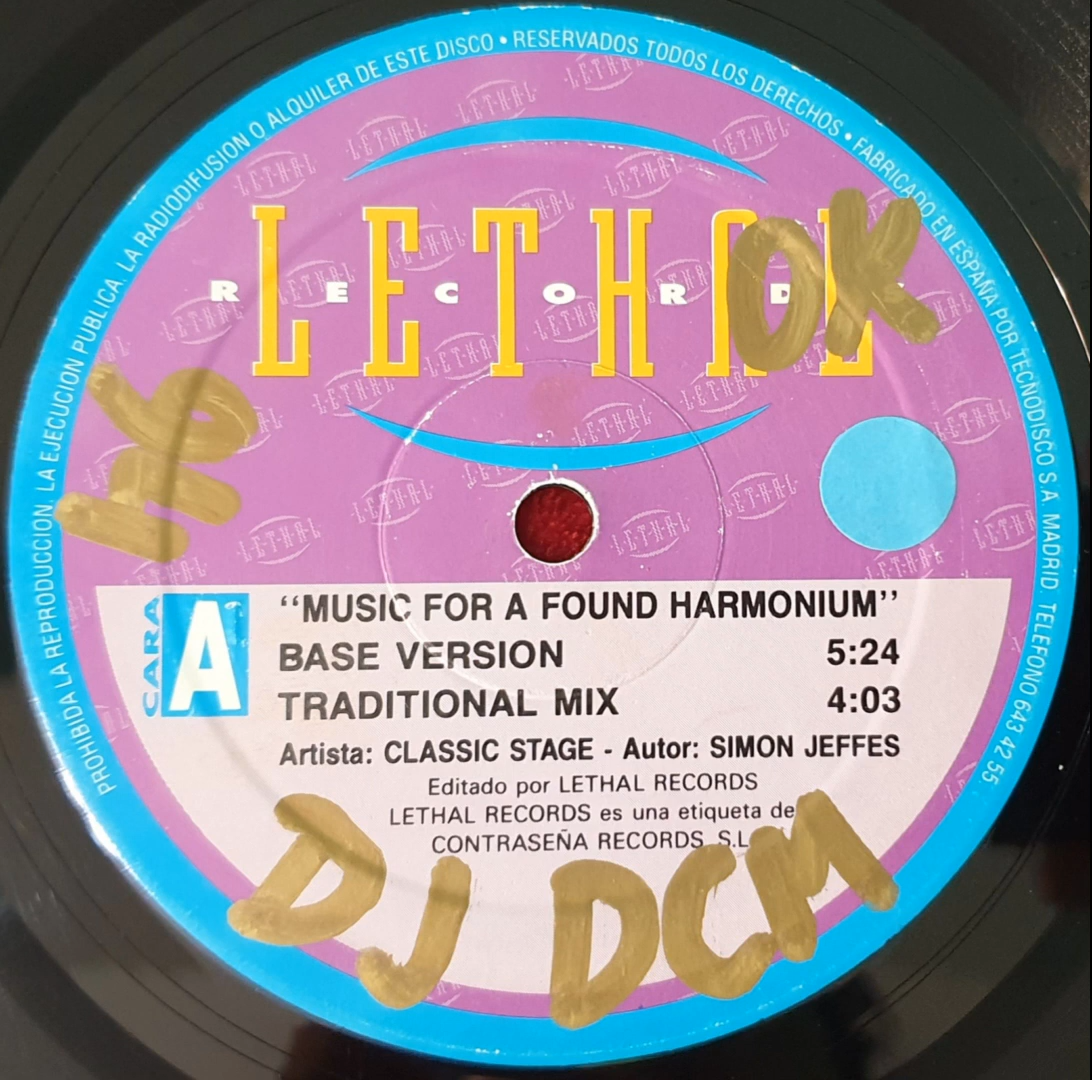 PROHIBIDA LA REPRODUCCION, LA EJECUCION PUBLICA, LA RADIODIFUSION O ALQUILER DE ESTE DISCO • RESERVADOS TODOS LOS DERECHOS • FABRICADO EN ESPAÑA POR TECNODISCO S.A. MADRID. TELEFONO 643 42 55
LETHAL
RECORDS
OK
CARA
A
"MUSIC FOR A FOUND HARMONIUM"
BASE VERSION 5:24
TRADITIONAL MIX 4:03
Artista: CLASSIC STAGE - Autor: SIMON JEFFES
Editado por LETHAL RECORDS
LETHAL RECORDS es una etiqueta de
CONTRASEÑA RECORDS, S.L.
DJ DCM